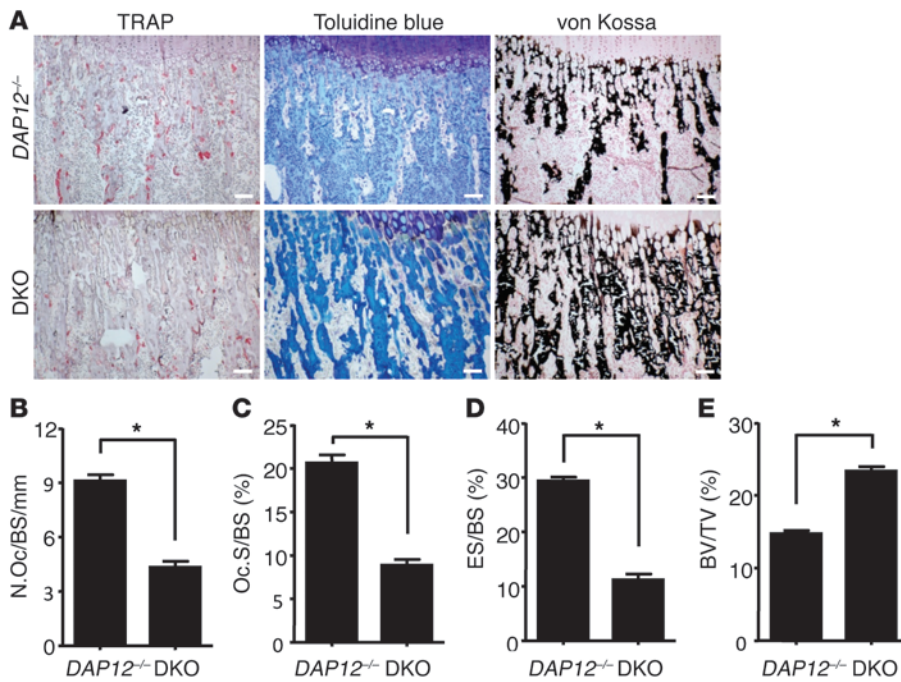 A
TRAP Toluidine blue von Kossa
DAP12–/–
DKO
B
N.Oc/BS/mm
12
9
6
3
0
*
DAP12–/– DKO
C
Oc.S/BS (%)
25
20
15
10
5
0
*
DAP12–/– DKO
D
ES/BS (%)
40
30
20
10
0
*
DAP12–/– DKO
E
BV/TV (%)
30
20
10
0
*
DAP12–/– DKO